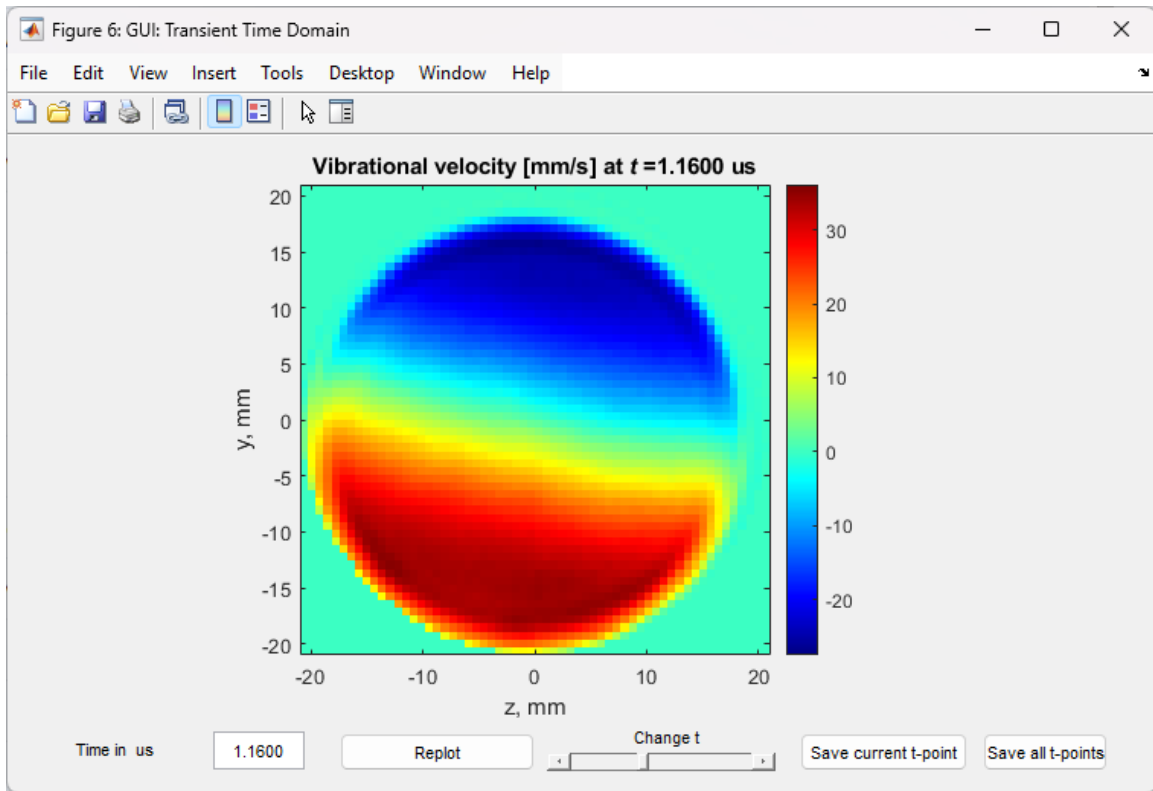 Figure 6: GUI: Transient Time Domain
File Edit View Insert Tools Desktop Window Help
Vibrational velocity [mm/s] at t =1.1600 us
20
15
10
5
0
-5
-10
-15
-20
y, mm
-20 -10 0 10 20
z, mm
30
20
10
0
-10
-20
Time in us 1.1600 Replot Change t Save current t-point Save all t-points